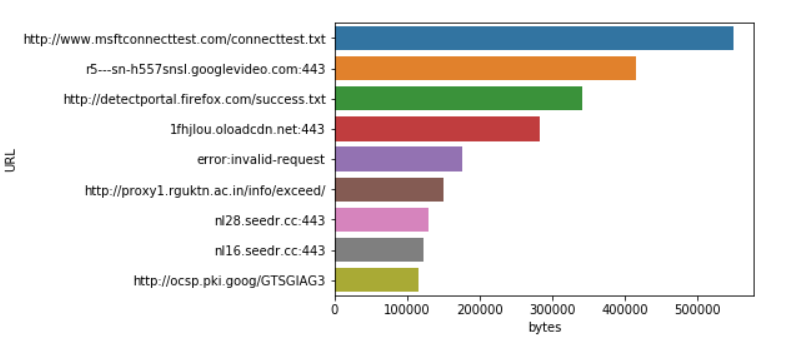 http://www.msftconnecttest.com/connecttest.txt
r5---sn-h557snsl.googlevideo.com:443
http://detectportal.firefox.com/success.txt
1fhjlou.oloadcdn.net:443
error:invalid-request
http://proxy1.rguktn.ac.in/info/exceed/
nl28.seedr.cc:443
nl16.seedr.cc:443
http://ocsp.pki.goog/GTSGIAG3
URL
0 100000 200000 300000 400000 500000
bytes